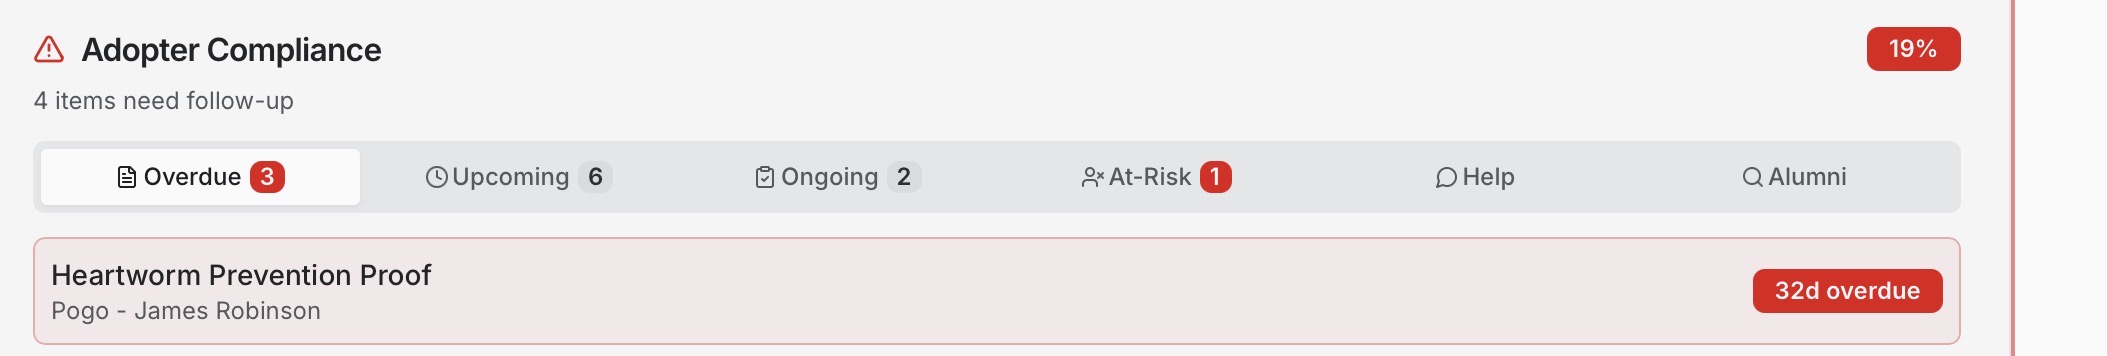 Adopter Compliance
19%
4 items need follow-up
Overdue 3 Upcoming 6 Ongoing 2 At-Risk 1 Help Alumni
Heartworm Prevention Proof
Pogo - James Robinson
32d overdue